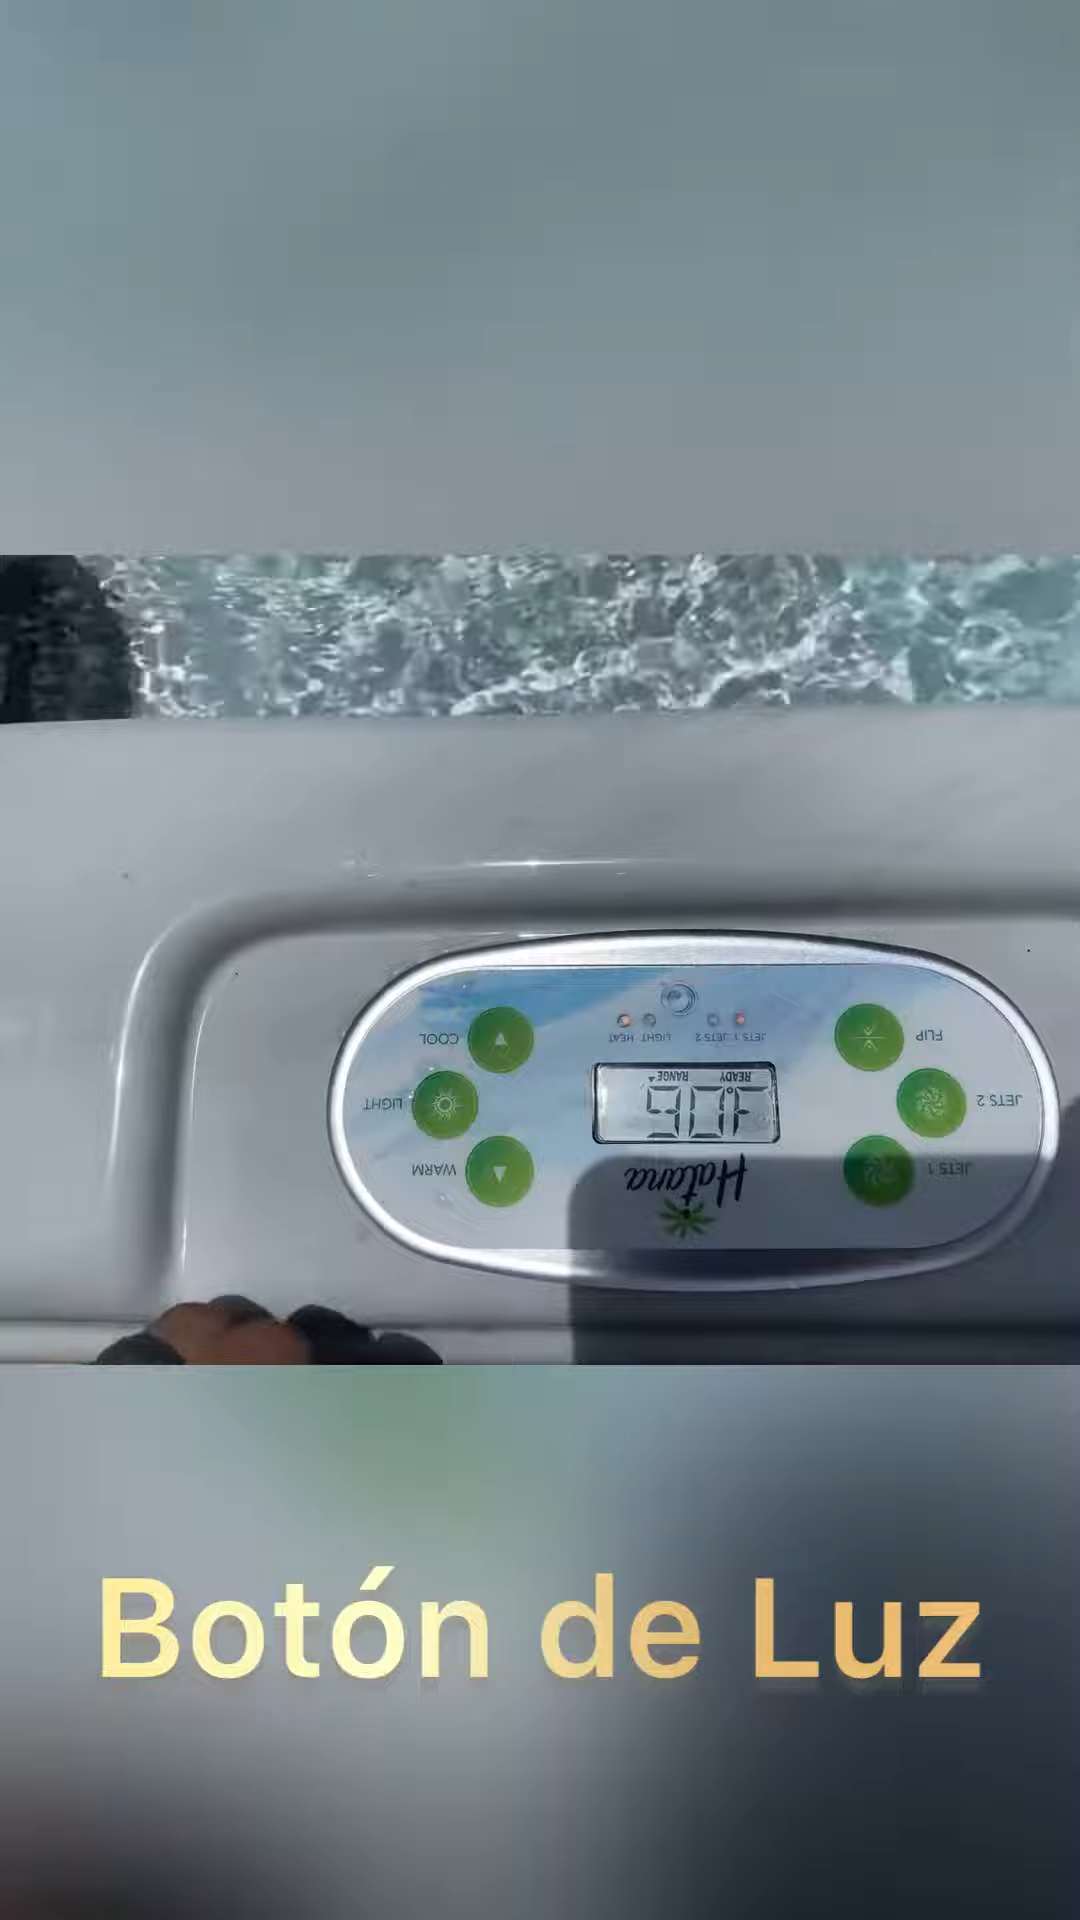 Hatana
JETS 1
WARM
JETS 2
LIGHT
READY RANGE
JETS 1 JETS 2 LIGHT HEAT
FLIP
COOL
Botón de Luz